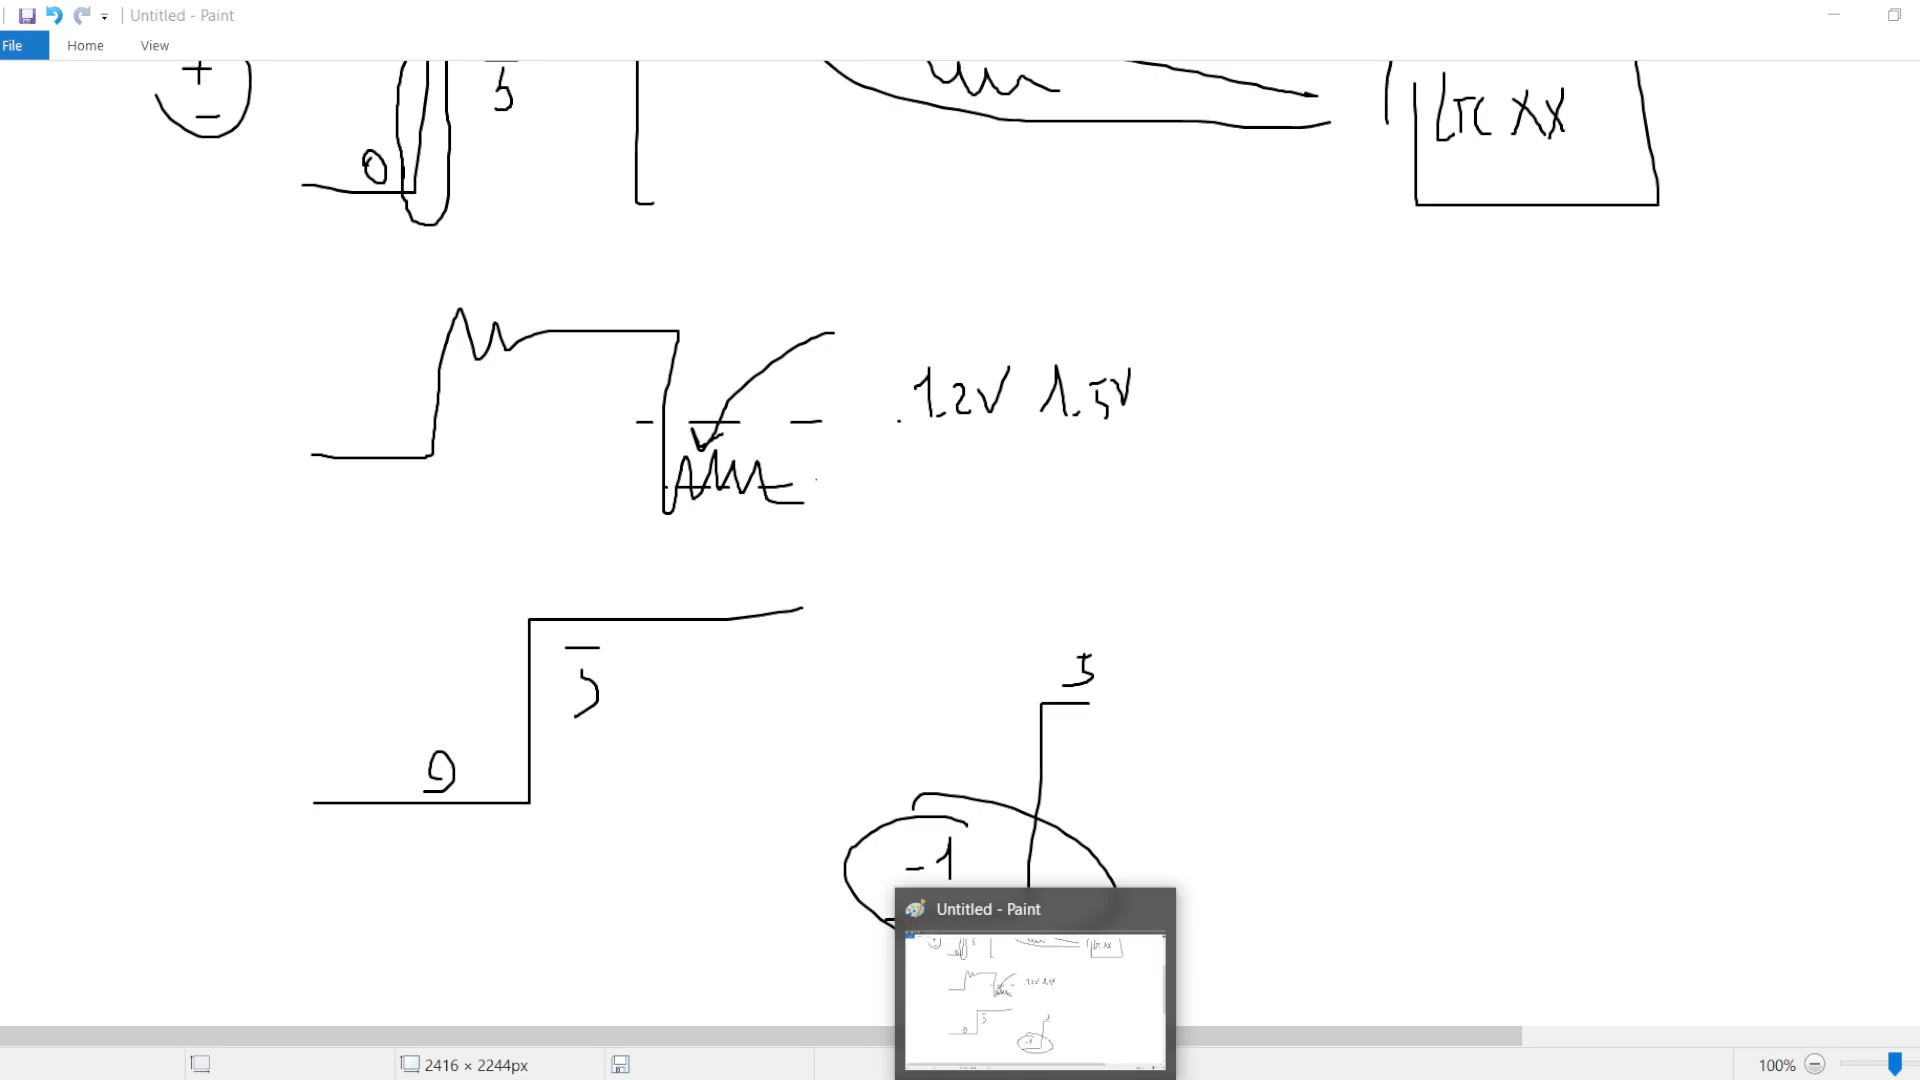 Untitled - Paint
File Home View
+
5
-
0
LTC XX
.1.2V 1.5V
5
0
5
-1
Untitled - Paint
2416 × 2244px
100%